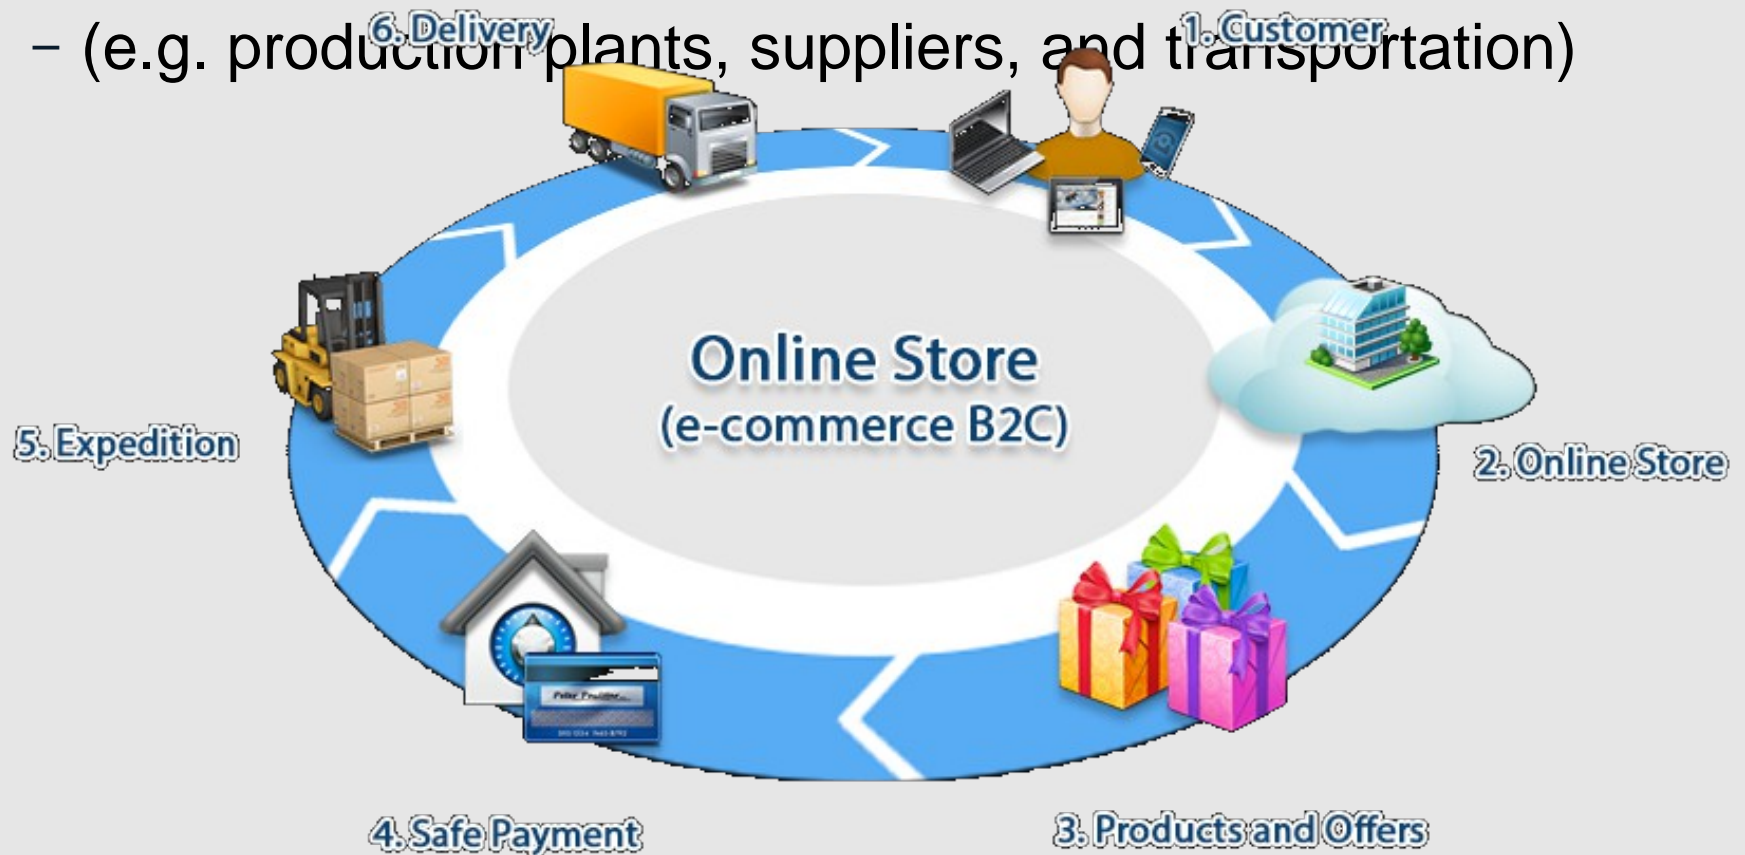 – (e.g. production plants, suppliers, and transportation)
6. Delivery
1. Customer
Online Store
(e-commerce B2C)
5. Expedition
2. Online Store
4. Safe Payment
3. Products and Offers